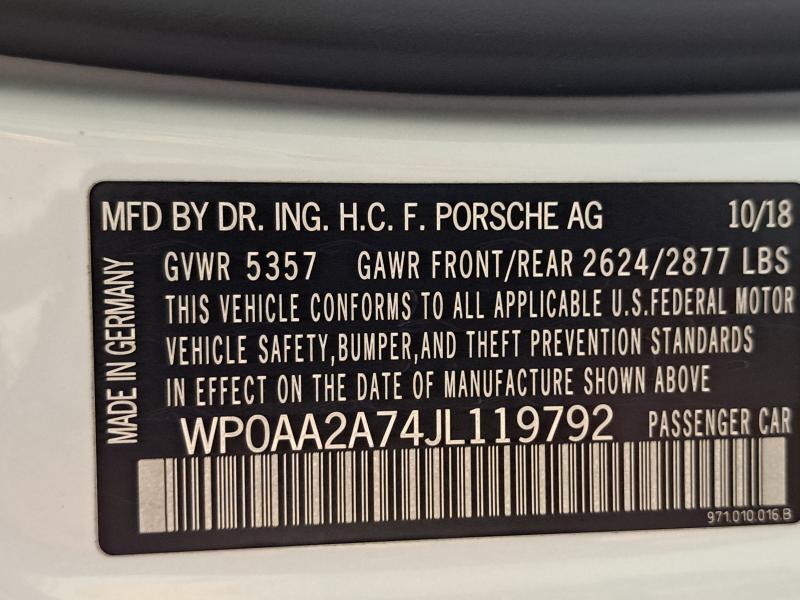 MFD BY DR. ING. H.C. F. PORSCHE AG 10/18
GVWR 5357 GAWR FRONT/REAR 2624/2877 LBS
THIS VEHICLE CONFORMS TO ALL APPLICABLE U.S.FEDERAL MOTOR
VEHICLE SAFETY,BUMPER,AND THEFT PREVENTION STANDARDS
IN EFFECT ON THE DATE OF MANUFACTURE SHOWN ABOVE
MADE IN GERMANY
WP0AA2A74JL119792 PASSENGER CAR
971.010.016.B